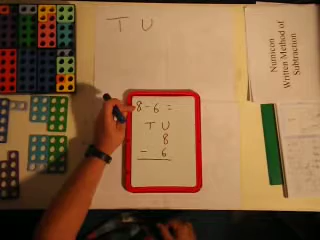 T U
Numicon
Written Method of
Subtraction
8-6=
T U
8
- 6